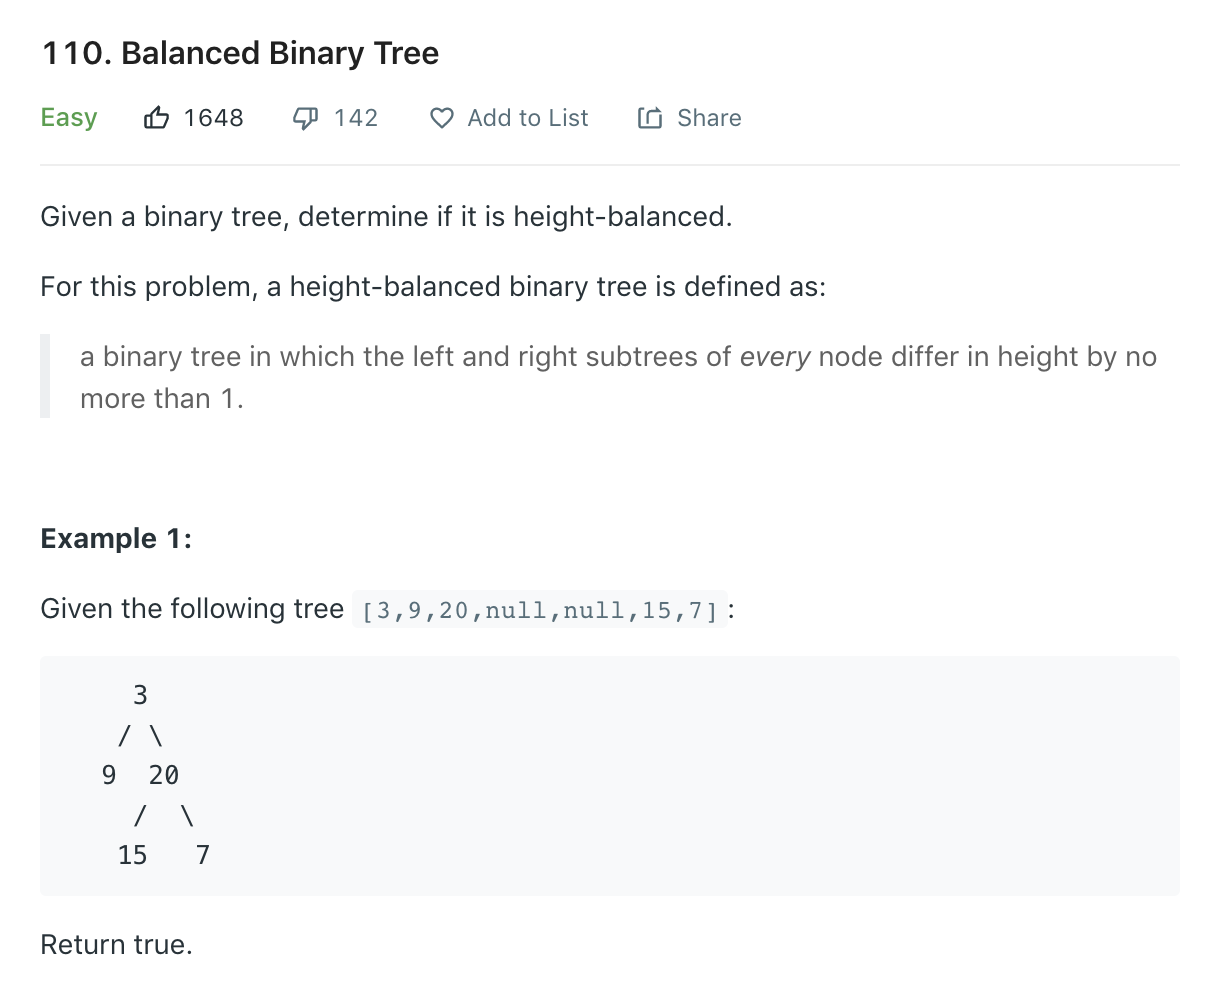 110. Balanced Binary Tree
Easy 1648 142 Add to List Share
Given a binary tree, determine if it is height-balanced.
For this problem, a height-balanced binary tree is defined as:
a binary tree in which the left and right subtrees of every node differ in height by no
more than 1.
Example 1:
Given the following tree [3,9,20,null,null,15,7]:
    3
   / \
  9  20
    /  \
   15   7
Return true.